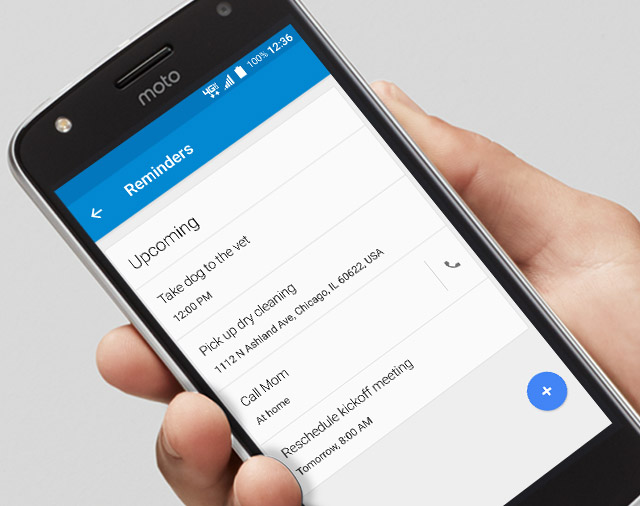 moto
4G 100% 12:36
Reminders
Upcoming
Take dog to the vet
12:00 PM
Pick up dry cleaning
1112 N Ashland Ave, Chicago, IL 60622, USA
Call Mom
At home
Reschedule kickoff meeting
Tomorrow, 8:00 AM